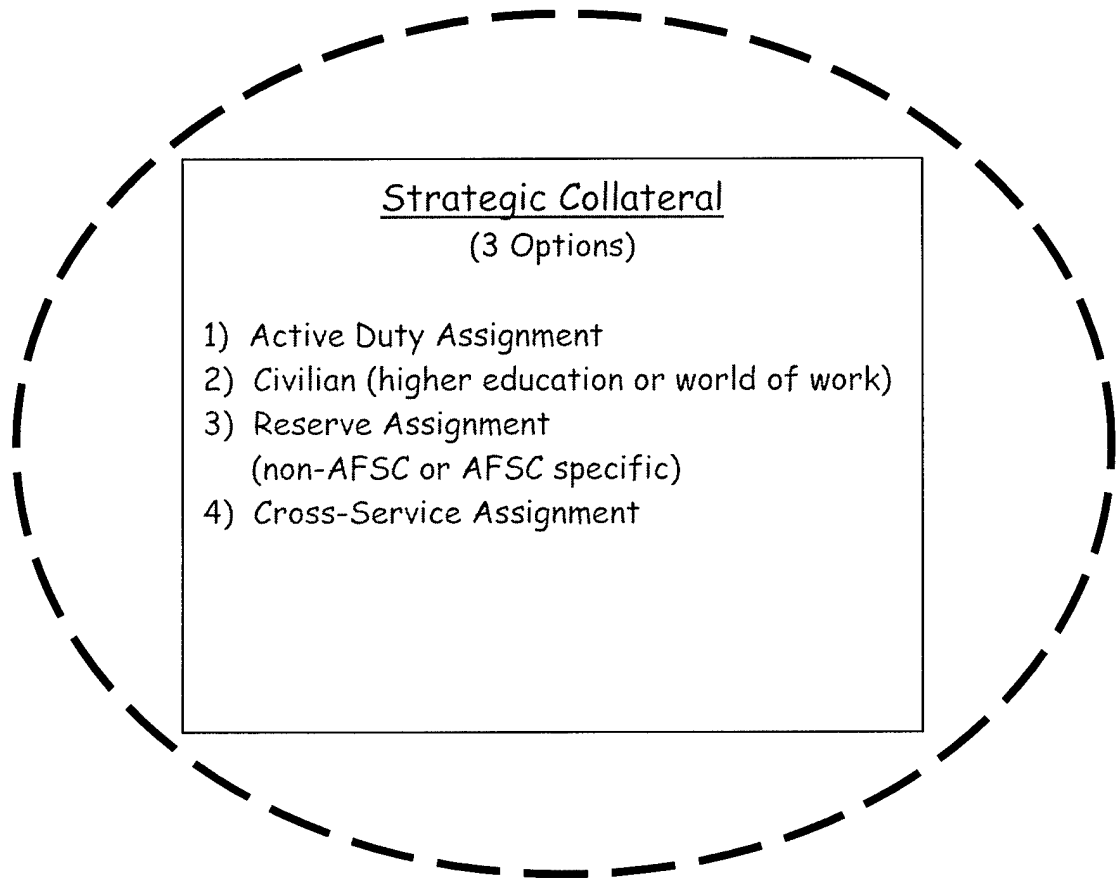 Strategic Collateral
(3 Options)
1) Active Duty Assignment
2) Civilian (higher education or world of work)
3) Reserve Assignment
(non-AFSC or AFSC specific)
4) Cross-Service Assignment